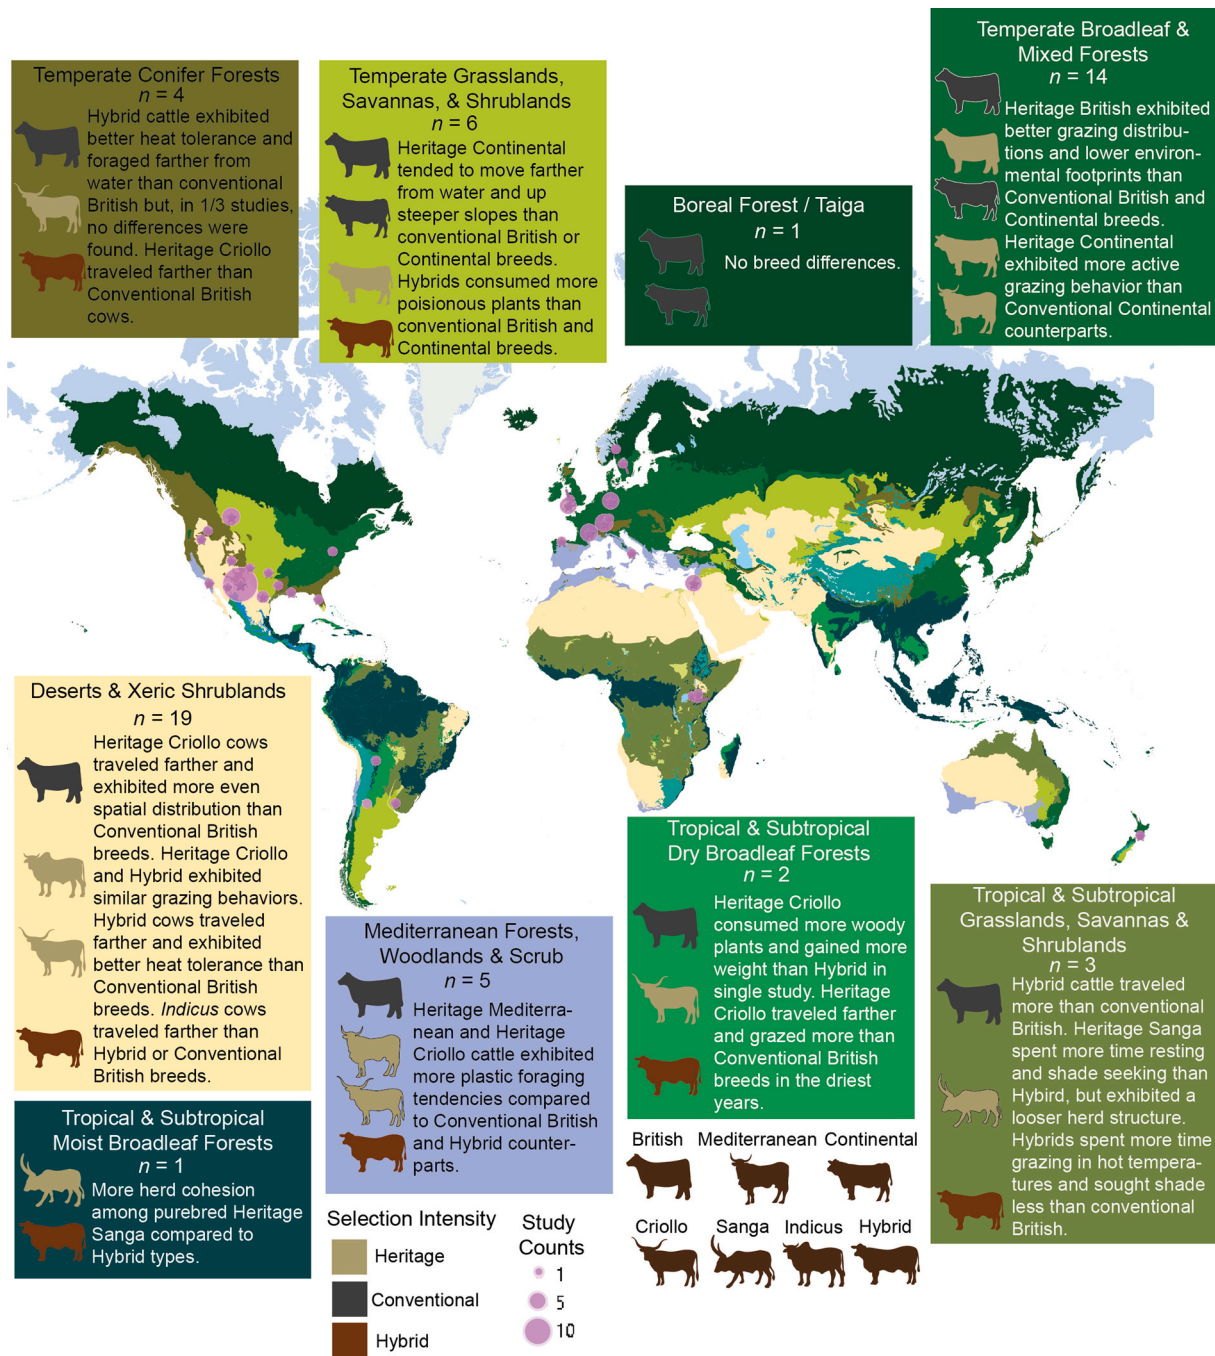 Temperate Conifer Forests
n = 4
Hybrid cattle exhibited
better heat tolerance and
foraged farther from
water than conventional
British but, in 1/3 studies,
no differences were
found. Heritage Criollo
traveled farther than
Conventional British
cows.
Temperate Grasslands,
Savannas, & Shrublands
n = 6
Heritage Continental
tended to move farther
from water and up
steeper slopes than
conventional British or
Continental breeds.
Hybrids consumed more
poisionous plants than
conventional British and
Continental breeds.
Boreal Forest / Taiga
n = 1
No breed differences.
Temperate Broadleaf &
Mixed Forests
n = 14
Heritage British exhibited
better grazing distribu-
tions and lower environ-
mental footprints than
Conventional British and
Continental breeds.
Heritage Continental
exhibited more active
grazing behavior than
Conventional Continental
counterparts.
Deserts & Xeric Shrublands
n = 19
Heritage Criollo cows
traveled farther and
exhibited more even
spatial distribution than
Conventional British
breeds. Heritage Criollo
and Hybrid exhibited
similar grazing behaviors.
Hybrid cows traveled
farther and exhibited
better heat tolerance than
Conventional British
breeds. Indicus cows
traveled farther than
Hybrid or Conventional
British breeds.
Tropical & Subtropical
Moist Broadleaf Forests
n = 1
More herd cohesion
among purebred Heritage
Sanga compared to
Hybrid types.
Mediterranean Forests,
Woodlands & Scrub
n = 5
Heritage Mediterra-
nean and Heritage
Criollo cattle exhibited
more plastic foraging
tendencies compared
to Conventional British
and Hybrid counter-
parts.
Tropical & Subtropical
Dry Broadleaf Forests
n = 2
Heritage Criollo
consumed more woody
plants and gained more
weight than Hybrid in
single study. Heritage
Criollo traveled farther
and grazed more than
Conventional British
breeds in the driest
years.
Tropical & Subtropical
Grasslands, Savannas &
Shrublands
n = 3
Hybrid cattle traveled
more than conventional
British. Heritage Sanga
spent more time resting
and shade seeking than
Hybird, but exhibited a
looser herd structure.
Hybrids spent more time
grazing in hot tempera-
tures and sought shade
less than conventional
British.
Selection Intensity
Heritage
Conventional
Hybrid
Study
Counts
1
5
10
British Mediterranean Continental
Criollo Sanga Indicus Hybrid